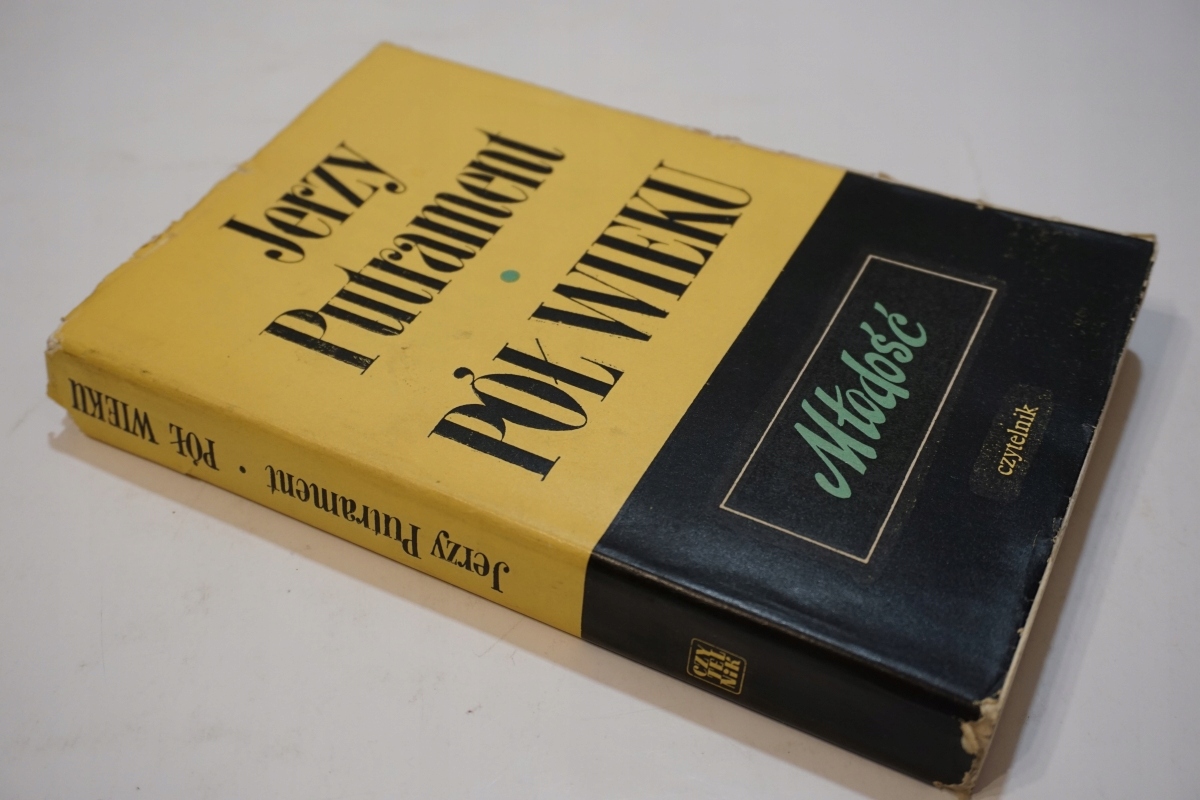 Jerzy
Putrament
•
PÓŁ WIEKU
Młodość
czytelnik
Jerzy Putrament • PÓŁ WIEKU
CZY
TEL
NiK